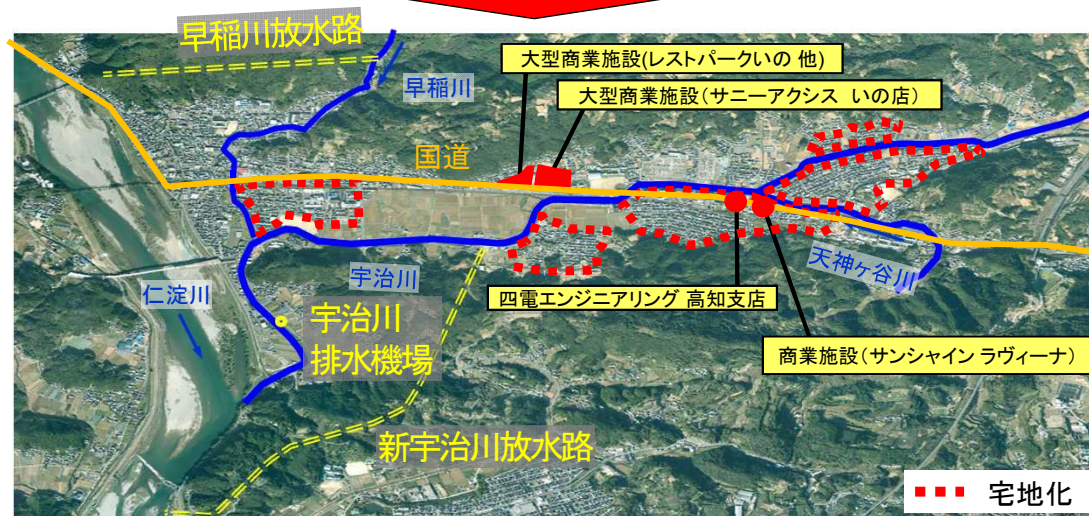 早稲川放水路
大型商業施設(レストパークいの 他)
早稲川
大型商業施設（サニーアクシス いの店）
国道
天神ヶ谷川
宇治川
仁淀川
四電エンジニアリング 高知支店
宇治川
排水機場
商業施設（サンシャイン ラヴィーナ）
新宇治川放水路
宅地化